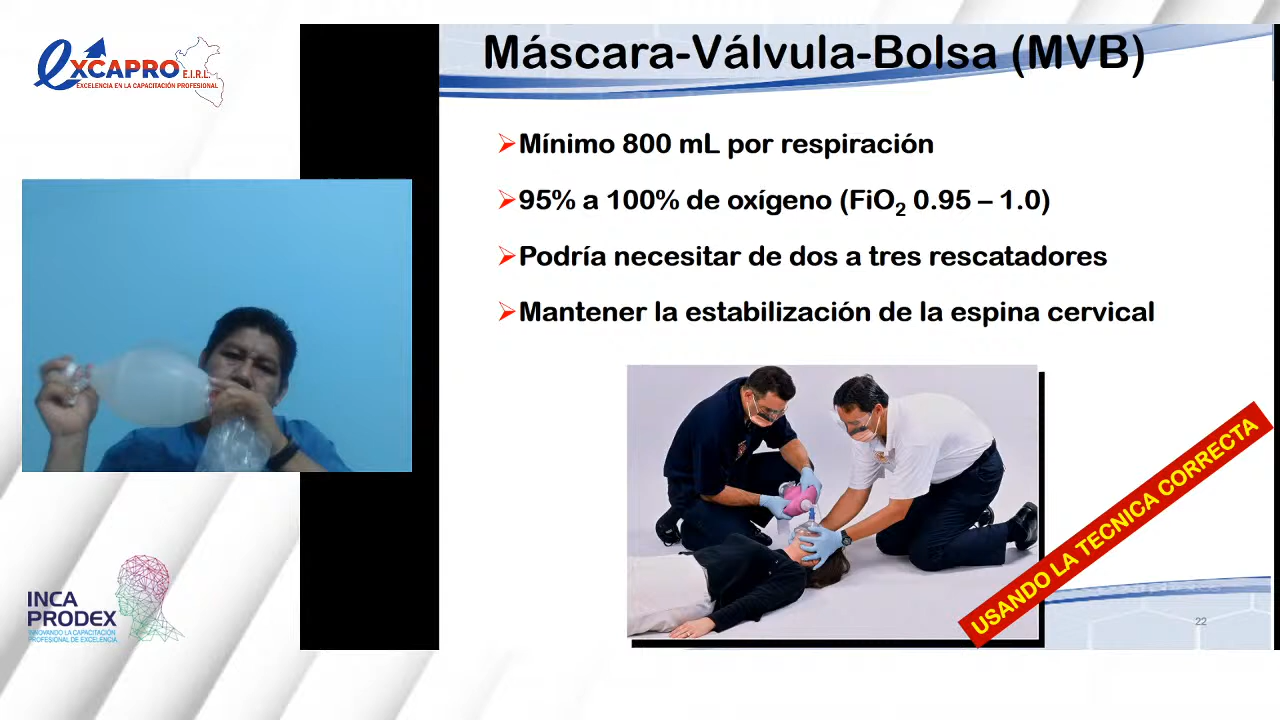 EXCAPRO E.I.R.L.
EXCELENCIA EN LA CAPACITACIÓN PROFESIONAL
Máscara-Válvula-Bolsa (MVB)
Mínimo 800 mL por respiración
95% a 100% de oxígeno (FiO₂ 0.95 – 1.0)
Podría necesitar de dos a tres rescatadores
Mantener la estabilización de la espina cervical
USANDO LA TECNICA CORRECTA
INCA
PRODEX
INNOVANDO LA CAPACITACIÓN
PROFESIONAL DE EXCELENCIA
22